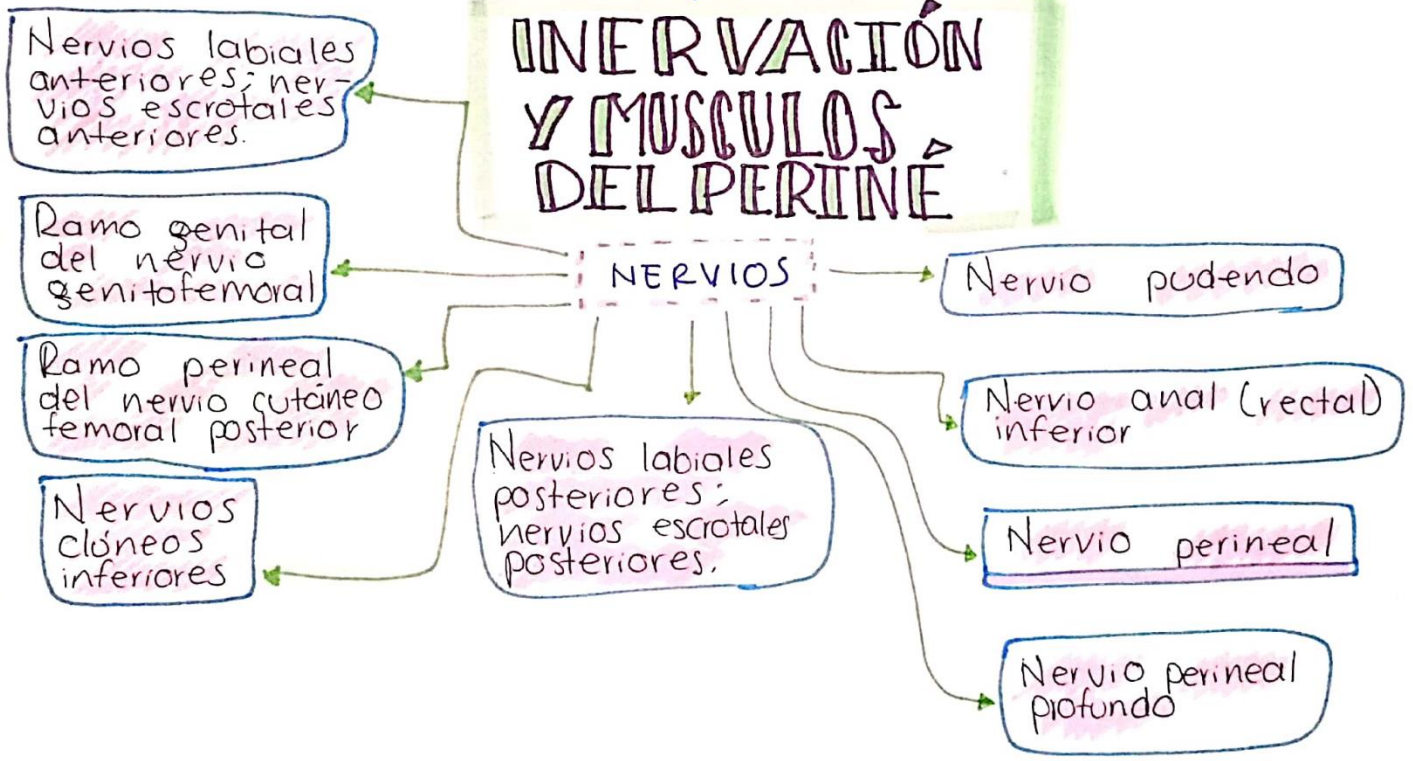 INERVACIÓN
Y MUSCULOS
DEL PERINÉ
NERVIOS
Nervios labiales
anteriores; ner-
vios escrotales
anteriores.
Ramo genital
del nervio
genitofemoral
Ramo perineal
del nervio cutáneo
femoral posterior
Nervios
clúneos
inferiores
Nervios labiales
posteriores;
nervios escrotales
posteriores.
Nervio pudendo
Nervio anal (rectal)
inferior
Nervio perineal
Nervio perineal
profundo